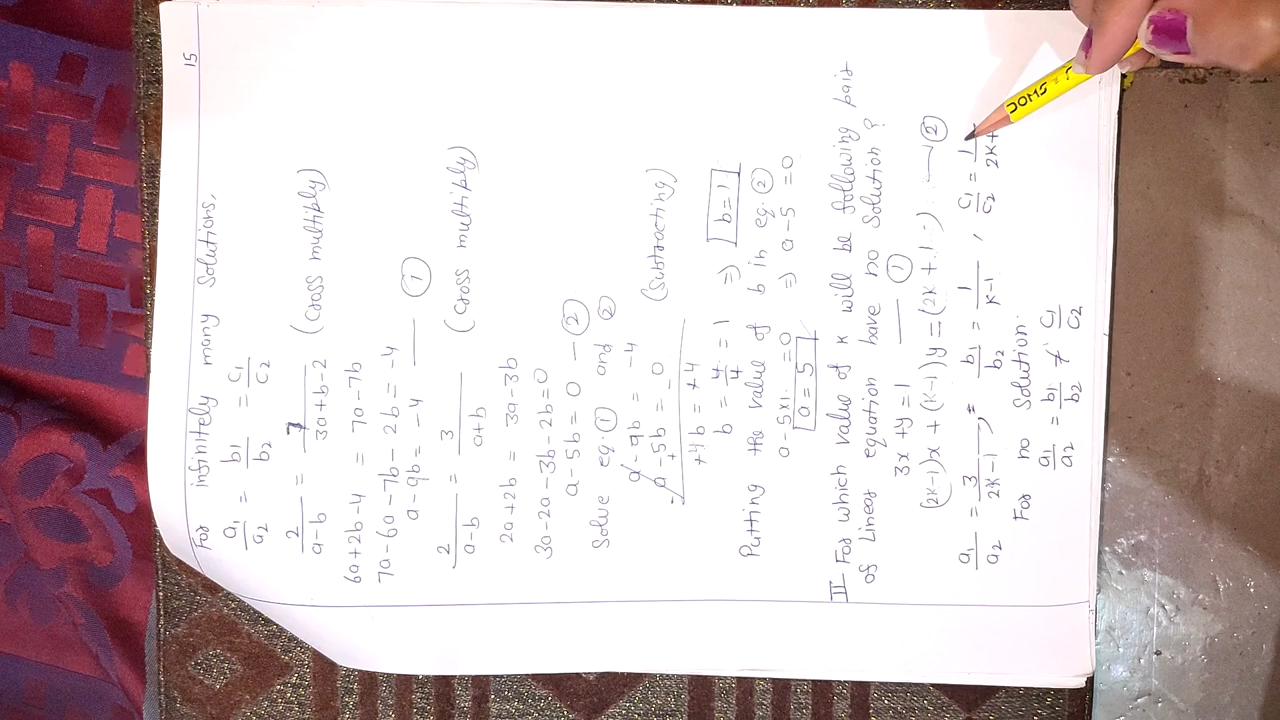 15
For infinitely many Solutions,
a1/a2 = b1/b2 = c1/c2
2/a-b = 7/3a+b-2 (Cross multiply)
6a+2b-4 = 7a-7b
7a-6a-7b-2b = -4
a-9b = -4 —— ①
2/a-b = 3/a+b (Cross multiply)
2a+2b = 3a-3b
3a-2a-3b-2b=0
a-5b=0 —②
Solve eq.① and ②
a-9b = -4
a-5b = 0 (Subtracting)
- +
+4b = +4
b = 4/4 = 1 ⇒ b=1
Putting the value of b in eq.②
a-5×1 =0 ⇒ a-5=0
a=5
II For which value of K will be following pair
of Linear equation have no Solution?
3x+y=1 —— ①
(2K-1)x + (K-1)y = (2K+1) —②
a1/a2 = 3/2K-1, = b1/b2 = 1/K-1, c1/c2 = 1/2K+
For no Solution.
a1/a2 = b1/b2 ≠ c1/c2
DOMS